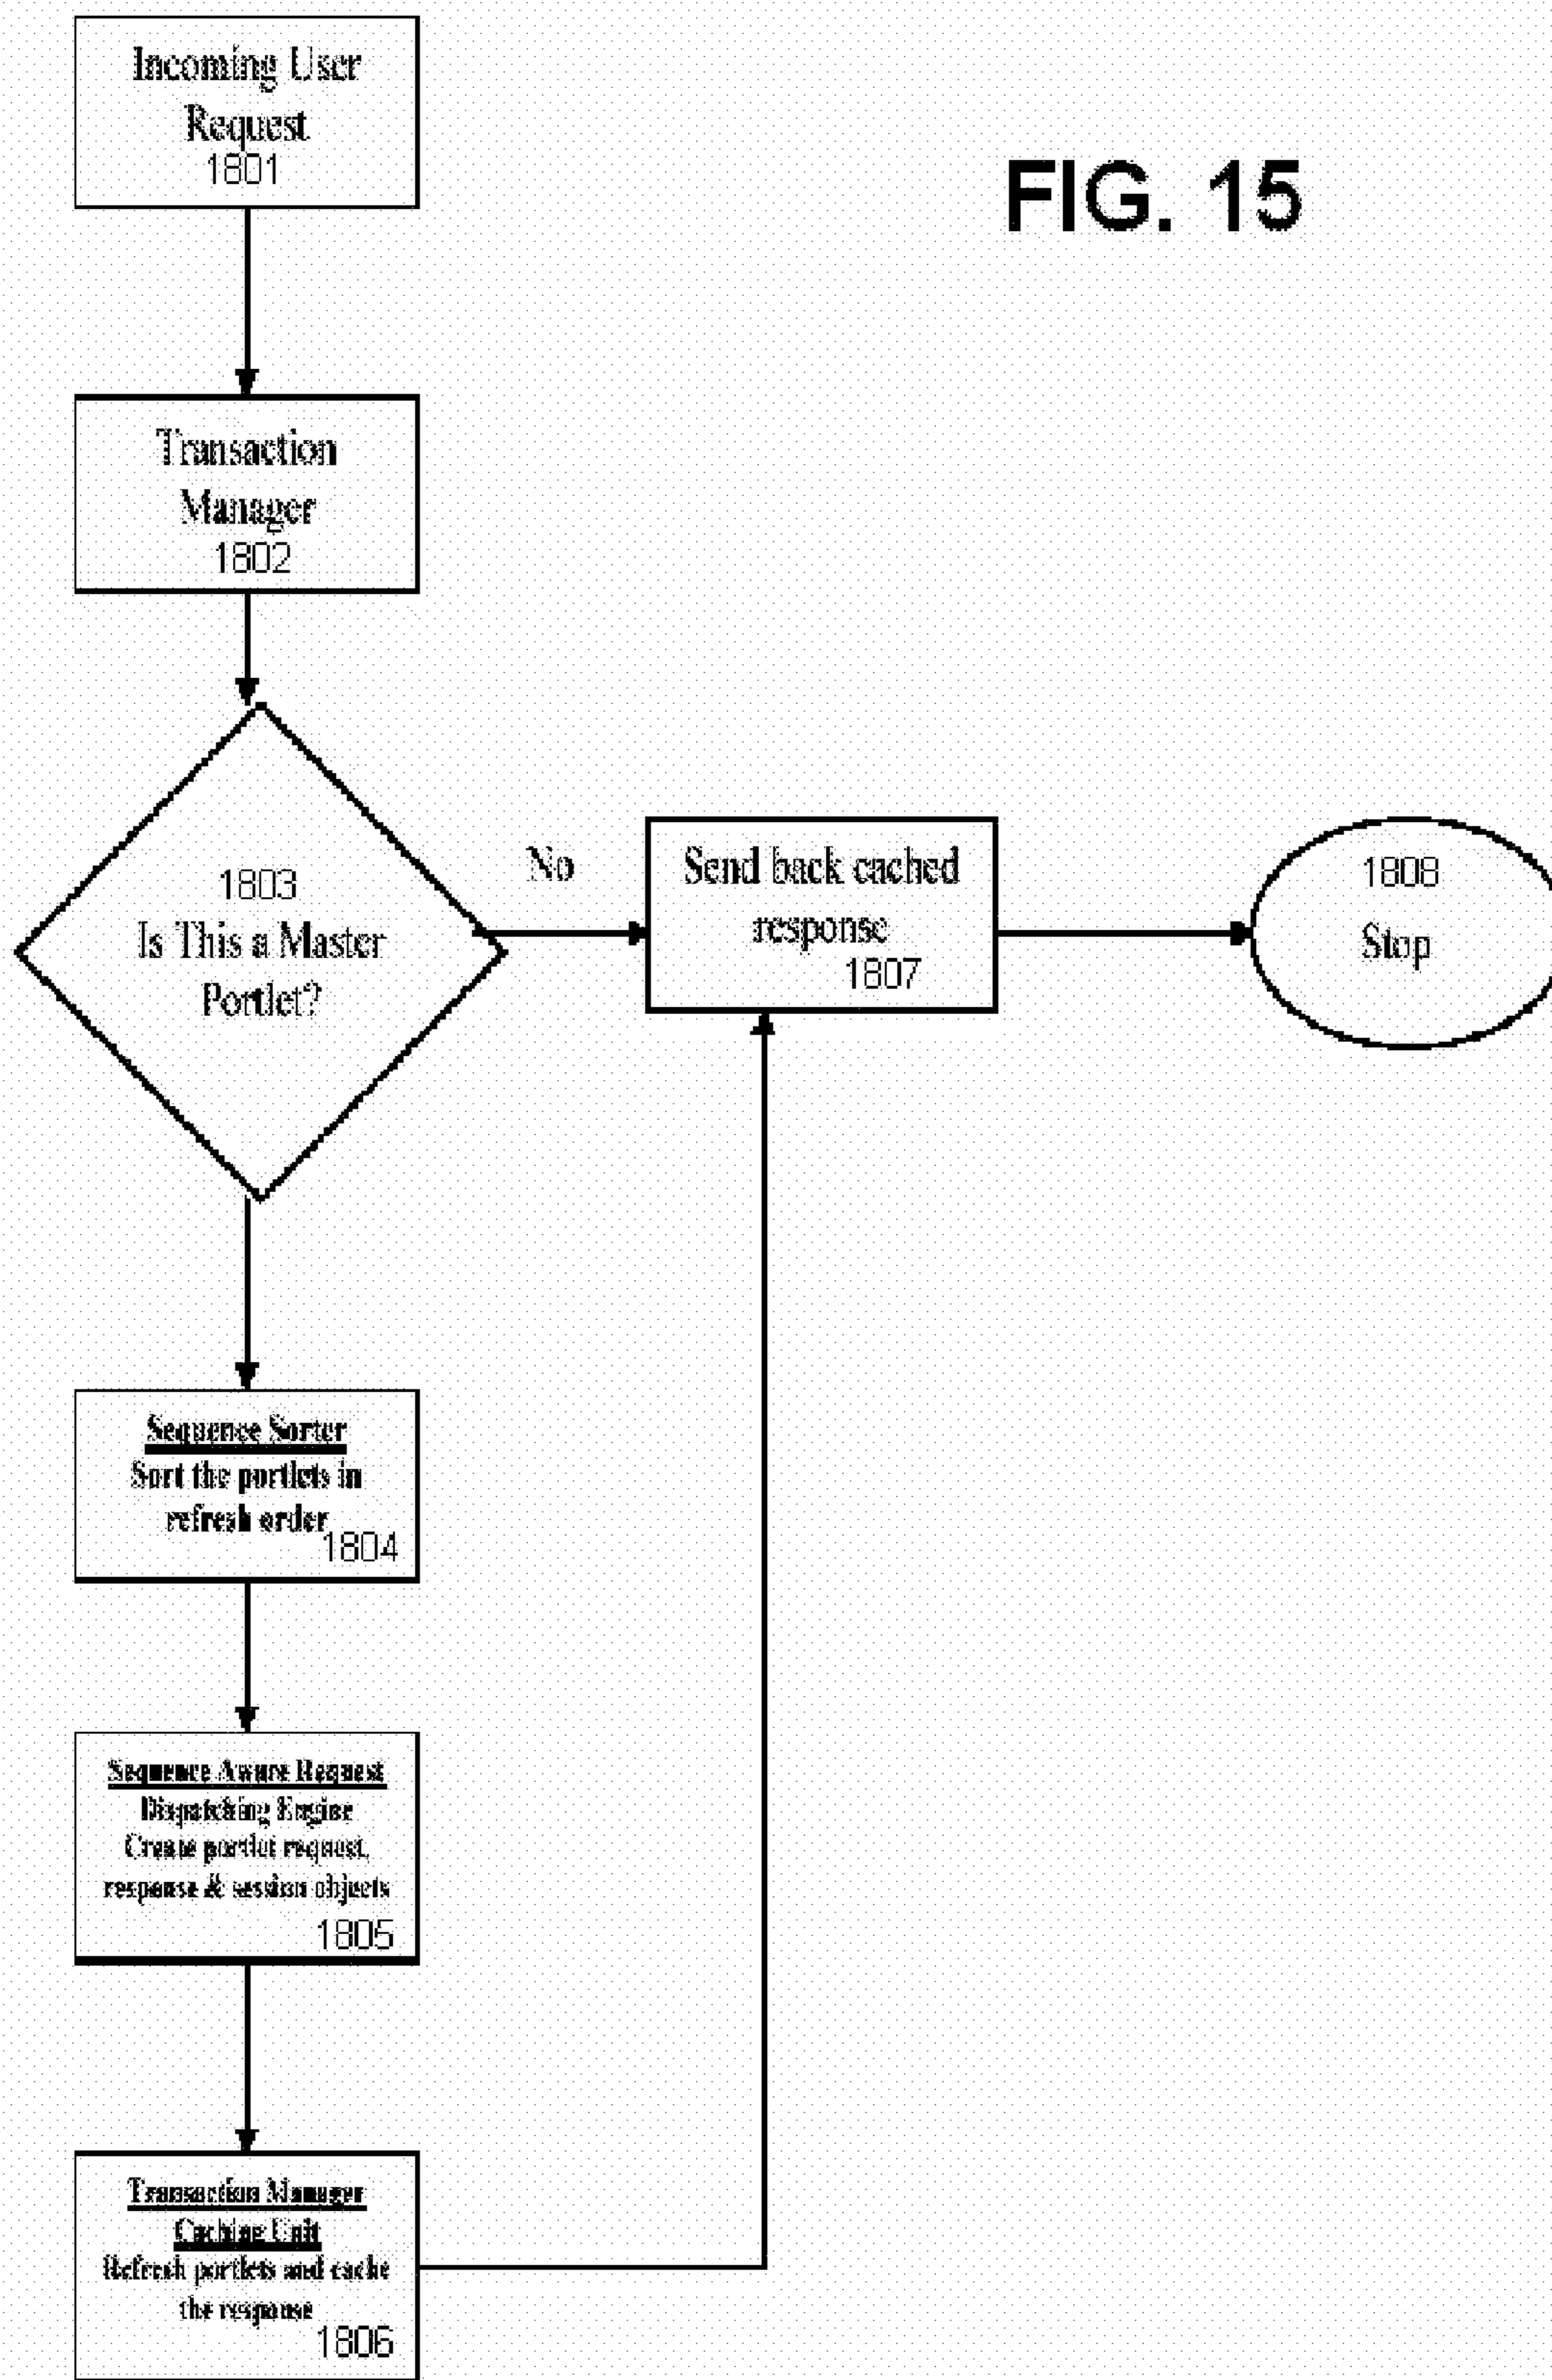 Incoming User
Request
1801
FIG. 15
Transaction
Manager
1802
1803
Is This a Master
Portlet?
No
Send back cached
response
1807
1808
Stop
Sequence Sorter
Sort the portlets in
refresh order
1804
Sequence Aware Request
Dispatching Engine
Create portlet request,
response & session objects
1805
Transaction Manager
Caching Unit
Refresh portlets and cache
the response
1806